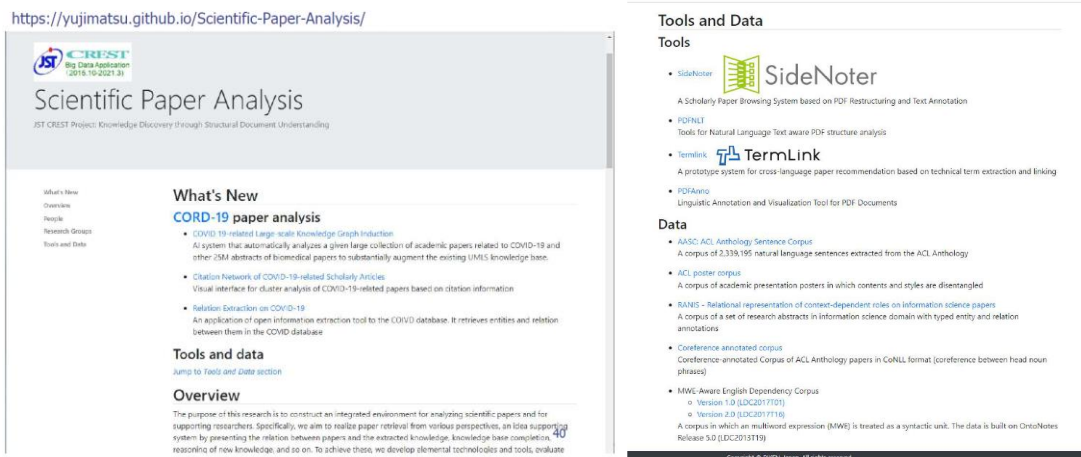 https://yujimatsu.github.io/Scientific-Paper-Analysis/
JST CREST
Big Data Application
(2015.10-2021.3)
Scientific Paper Analysis
JST CREST Project: Knowledge Discovery through Structural Document Understanding
What's New
Overview
People
Research Groups
Tools and Data
What's New
CORD-19 paper analysis
COVID 19-related Large-scale Knowledge Graph Induction
AI system that automatically analyzes a given large collection of academic papers related to COVID-19 and
other 25M abstracts of biomedical papers to substantially augment the existing UMLS knowledge base.
Citation Network of COVID-19-related Scholarly Articles
Visual interface for cluster analysis of COVID-19-related papers based on citation information
Relation Extraction on COVID-19
An application of open information extraction tool to the COIVD database. It retrieves entities and relation
between them in the COVID database
Tools and data
Jump to Tools and Data section
Overview
The purpose of this research is to construct an integrated environment for analyzing scientific papers and for
supporting researchers. Specifically, we aim to realize paper retrieval from various perspectives, an idea supporting
system by presenting the relation between papers and the extracted knowledge, knowledge base completion,
reasoning of new knowledge, and so on. To achieve these, we develop elemental technologies and tools, evaluate
40
Tools and Data
Tools
SideNoter SideNoter
A Scholarly Paper Browsing System based on PDF Restructuring and Text Annotation
PDFNLT
Tools for Natural Language Text aware PDF structure analysis
Termlink TermLink
A prototype system for cross-language paper recommendation based on technical term extraction and linking
PDFAnno
Linguistic Annotation and Visualization Tool for PDF Documents
Data
AASC: ACL Anthology Sentence Corpus
A corpus of 2,339,195 natural language sentences extracted from the ACL Anthology
ACL poster corpus
A corpus of academic presentation posters in which contents and styles are disentangled
RANIS – Relational representation of context-dependent roles on information science papers
A corpus of a set of research abstracts in information science domain with typed entity and relation
annotations
Coreference annotated corpus
Coreference-annotated Corpus of ACL Anthology papers in CoNLL format (coreference between head noun
phrases)
MWE-Aware English Dependency Corpus
Version 1.0 (LDC2017T01)
Version 2.0 (LDC2017T16)
A corpus in which an multiword expression (MWE) is treated as a syntactic unit. The data is built on OntoNotes
Release 5.0 (LDC2013T19)